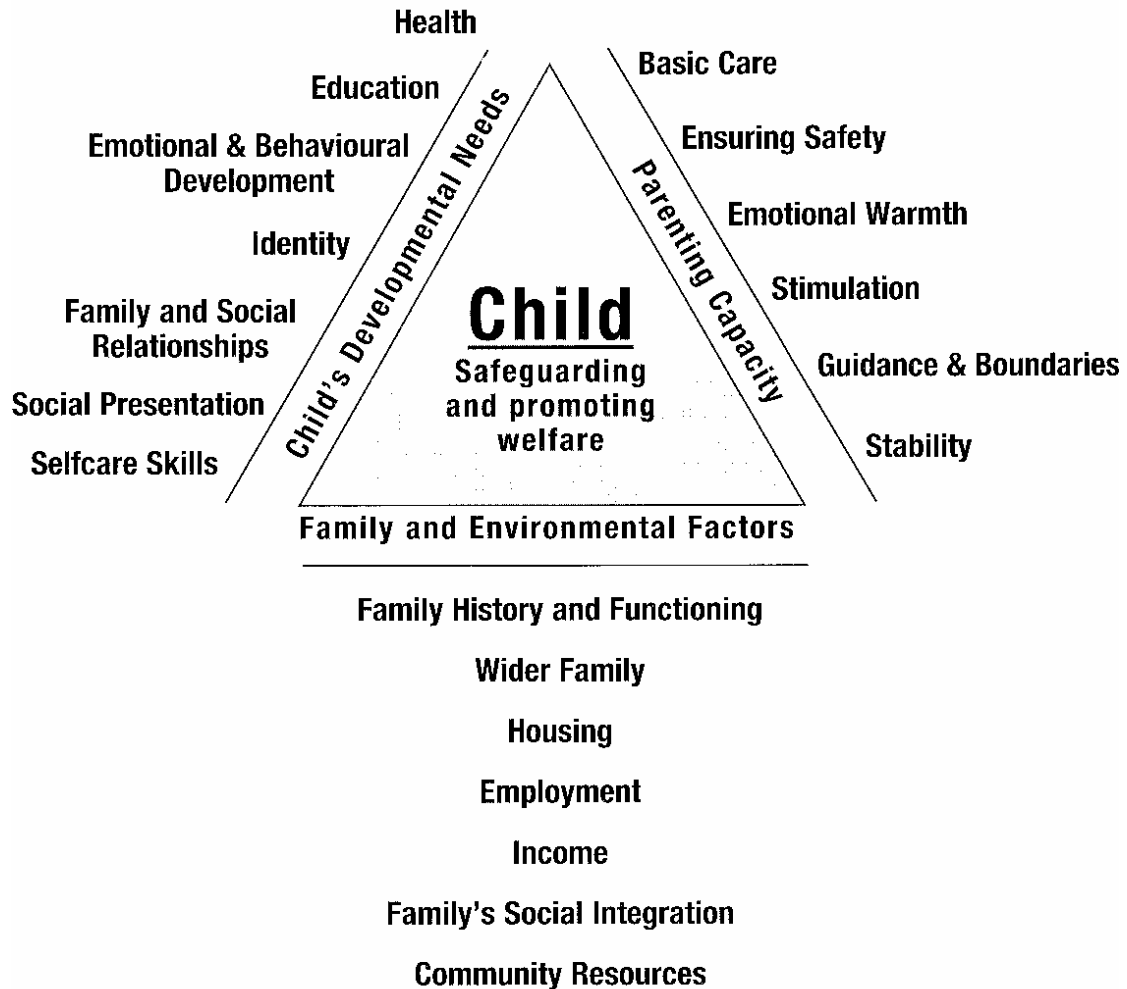 Health
Education
Emotional & Behavioural
Development
Identity
Family and Social
Relationships
Social Presentation
Selfcare Skills
Child's Developmental Needs
Basic Care
Ensuring Safety
Emotional Warmth
Stimulation
Guidance & Boundaries
Stability
Parenting Capacity
Child
Safeguarding
and promoting
welfare
Family and Environmental Factors
Family History and Functioning
Wider Family
Housing
Employment
Income
Family's Social Integration
Community Resources